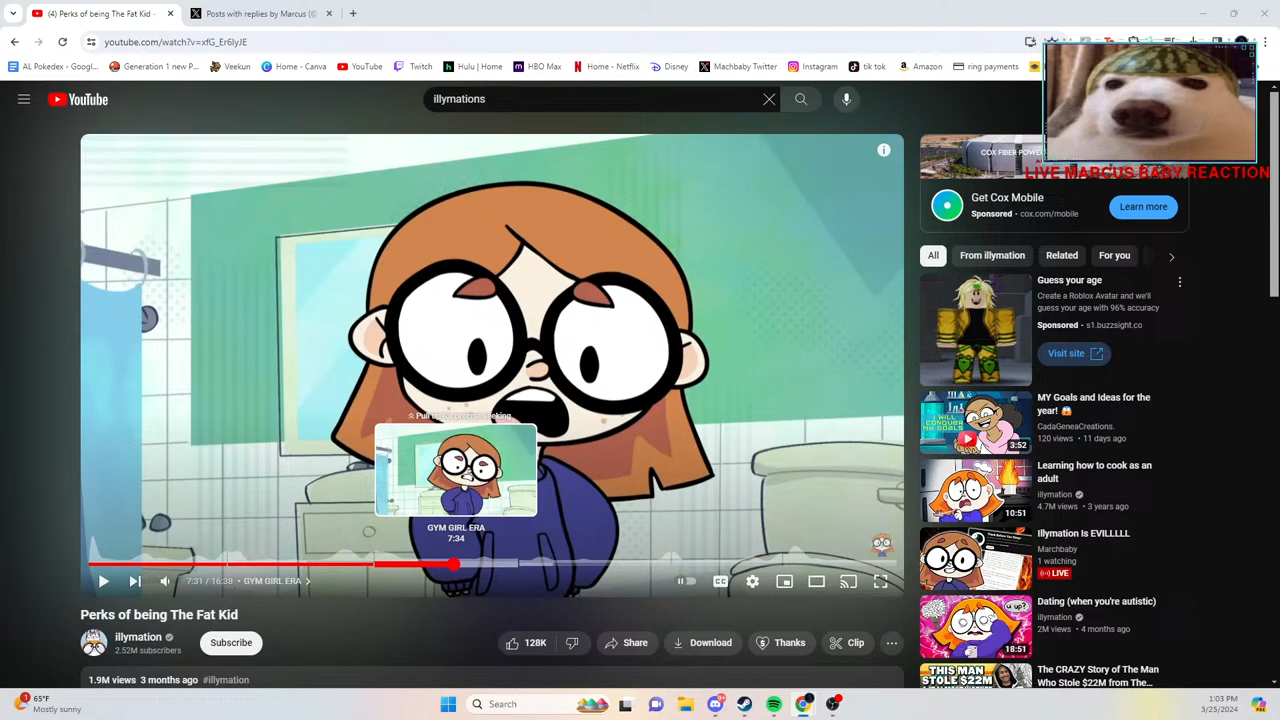 (4) Perks of being The Fat Kid -
Posts with replies by Marcus (@
youtube.com/watch?v=xfG_Er6lyJE
AL Pokedex - Googl...
Generation 1 new P...
Veekun
Home - Canva
YouTube
Twitch
Hulu | Home
HBO Max
Home - Netflix
Disney
Machbaby Twitter
Instagram
tik tok
Amazon
ring payments
YouTube
illymations
COX FIBER POWER
LIVE MARCUS BABY REACTION
Get Cox Mobile
Sponsored • cox.com/mobile
Learn more
All
From illymation
Related
For you
Guess your age
Create a Roblox Avatar and we'll
guess your age with 96% accuracy
Sponsored • s1.buzzsight.co
Visit site
I WILL
CONQUER
MY GOALS
3:52
MY Goals and Ideas for the
year! 😱
CadaGeneaCreations.
120 views • 11 days ago
10:51
Learning how to cook as an
adult
illymation
4.7M views • 3 years ago
Illymation Is EVILLLLL
Marchbaby
1 watching
LIVE
u up?
18:51
Dating (when you're autistic)
illymation
2M views • 4 months ago
THIS MAN
STOLE $22M
The CRAZY Story of The Man
Who Stole $22M from The...
GYM GIRL ERA
7:34
7:31 / 16:38 • GYM GIRL ERA
CC
Perks of being The Fat Kid
illymation
2.52M subscribers
Subscribe
128K
Share
Download
Thanks
Clip
1.9M views 3 months ago #illymation
65°F
Mostly sunny
Search
1:03 PM
3/25/2024